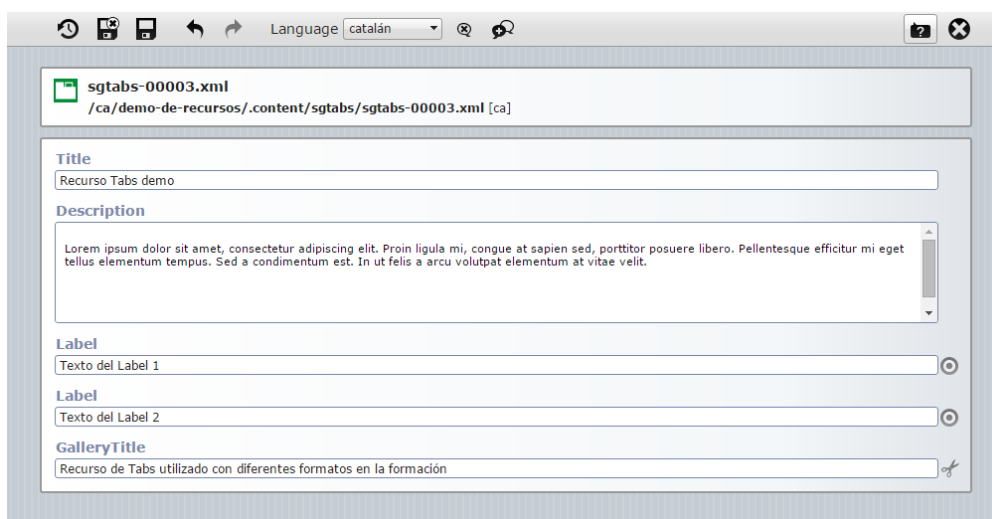 Language catalán
sgtabs-00003.xml
/ca/demo-de-recursos/.content/sgtabs/sgtabs-00003.xml [ca]
Title
Recurso Tabs demo
Description
Lorem ipsum dolor sit amet, consectetur adipiscing elit. Proin ligula mi, congue at sapien sed, porttitor posuere libero. Pellentesque efficitur mi eget
tellus elementum tempus. Sed a condimentum est. In ut felis a arcu volutpat elementum at vitae velit.
Label
Texto del Label 1
Label
Texto del Label 2
GalleryTitle
Recurso de Tabs utilizado con diferentes formatos en la formación